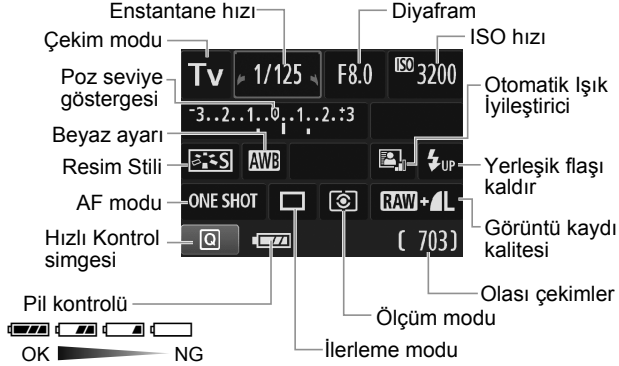 Enstantane hızı
Diyafram
Çekim modu
ISO hızı
Tv 1/125 F8.0 ISO 3200
Poz seviye
göstergesi
Otomatik Işık
İyileştirici
-3..2..1..0..1..2.:+3
Beyaz ayarı
Resim Stili
S AWB UP
Yerleşik flaşı
kaldır
AF modu
ONE SHOT RAW+L
Görüntü kaydı
kalitesi
Hızlı Kontrol
simgesi
Q ( 703)
Olası çekimler
Pil kontrolü
Ölçüm modu
OK NG
İlerleme modu